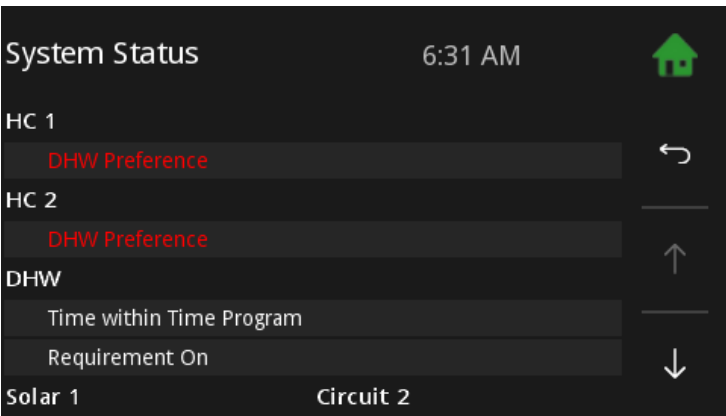 System Status 6:31 AM
HC 1
DHW Preference
HC 2
DHW Preference
DHW
Time within Time Program
Requirement On
Solar 1 Circuit 2